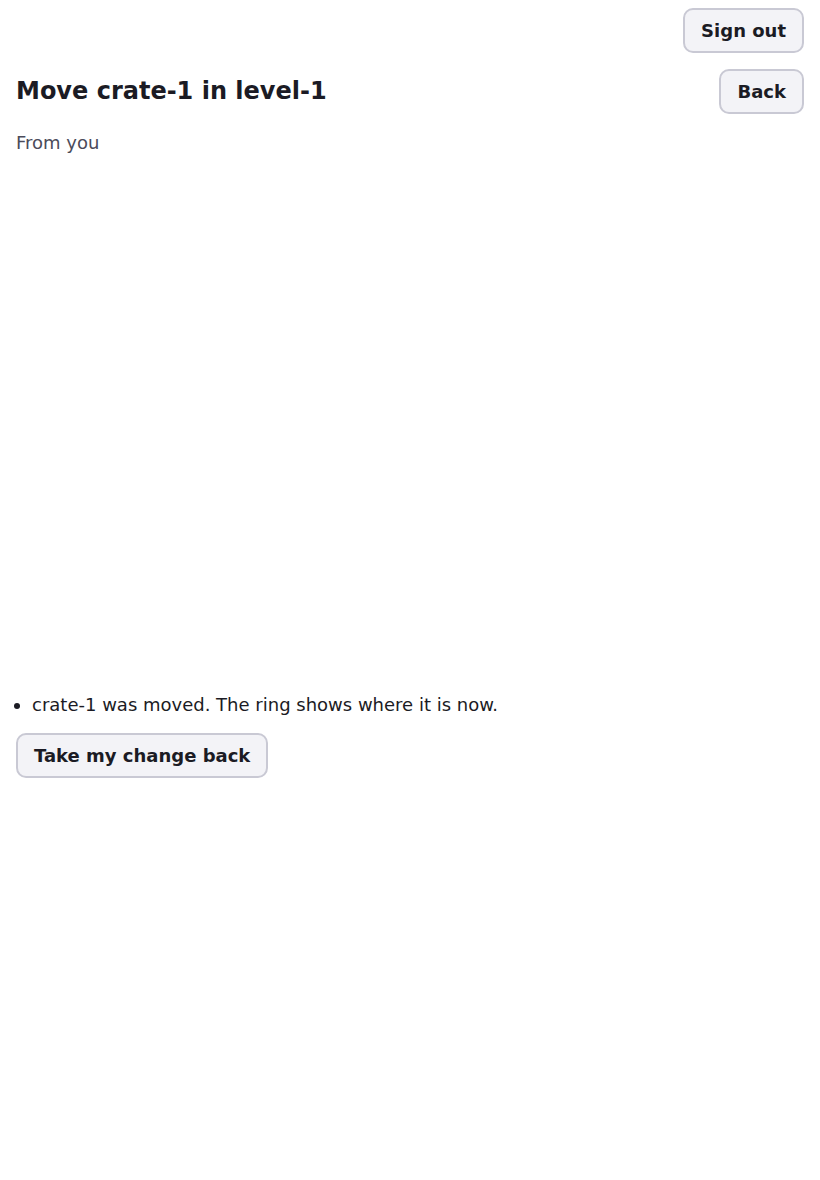 Sign out
Move crate-1 in level-1
Back
From you
crate-1 was moved. The ring shows where it is now.
Take my change back